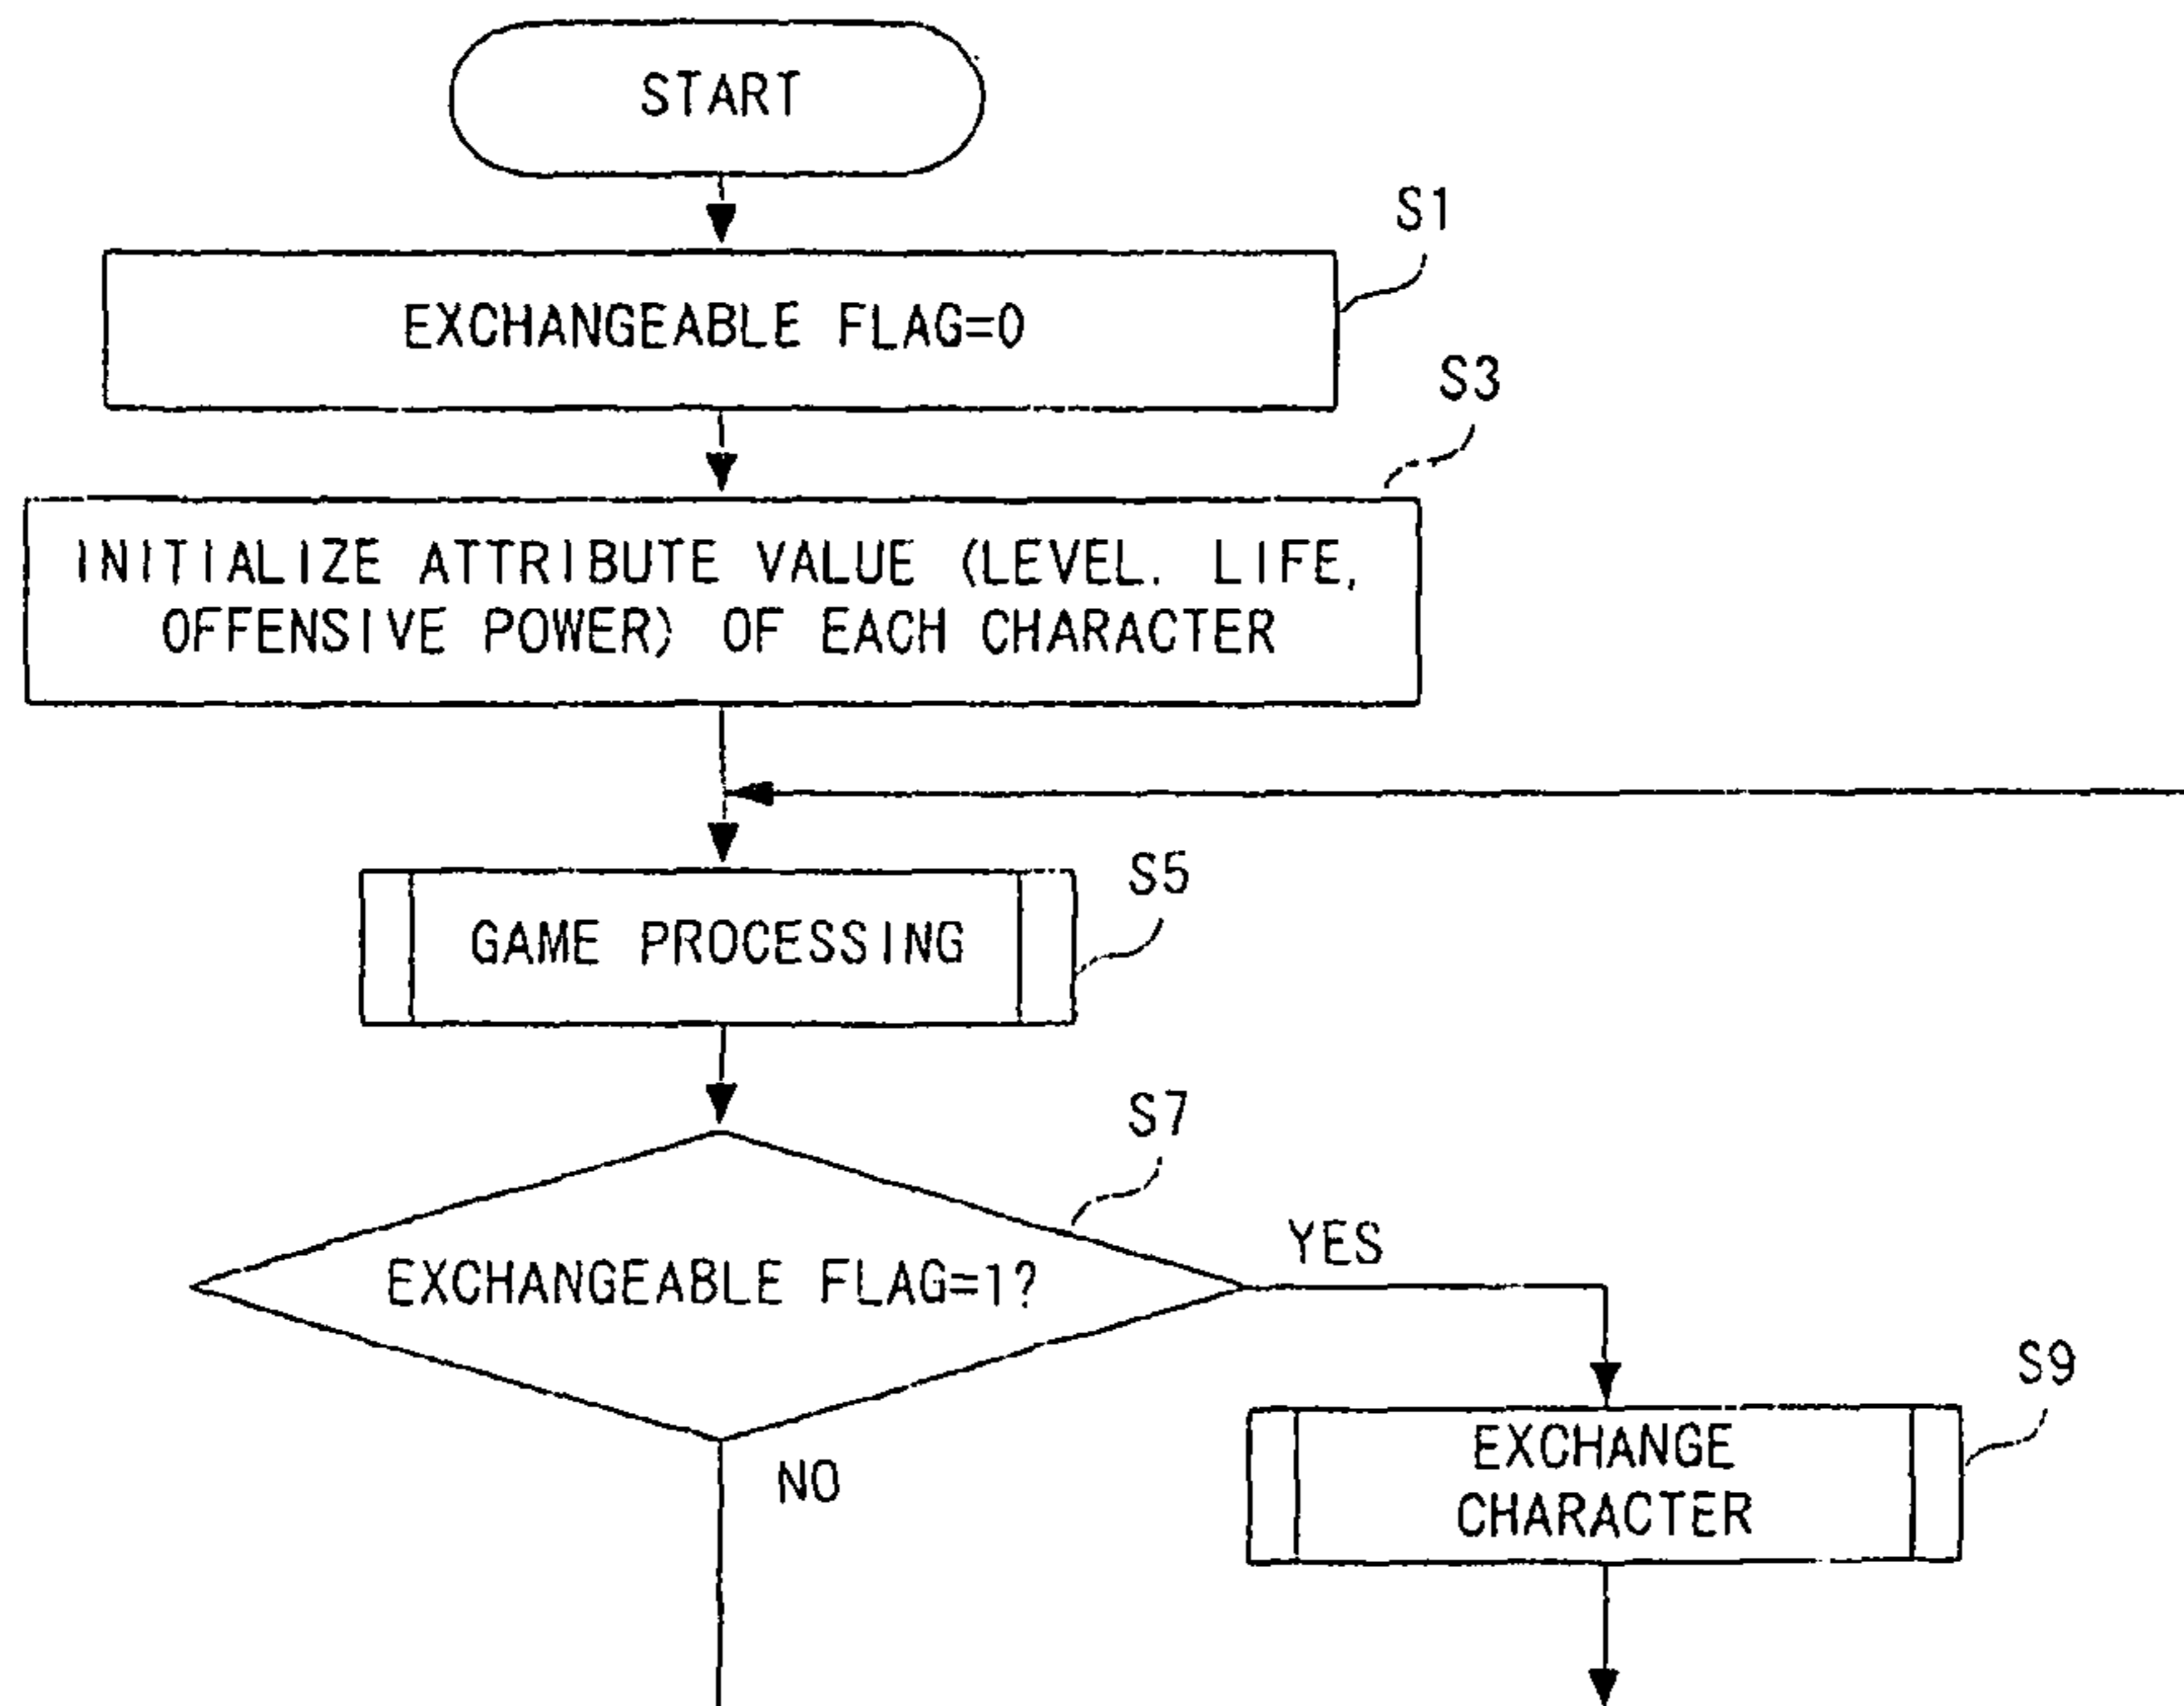 START
S1
EXCHANGEABLE FLAG=0
S3
INITIALIZE ATTRIBUTE VALUE (LEVEL. LIFE,
OFFENSIVE POWER) OF EACH CHARACTER
S5
GAME PROCESSING
S7
EXCHANGEABLE FLAG=1?
YES
NO
S9
EXCHANGE
CHARACTER